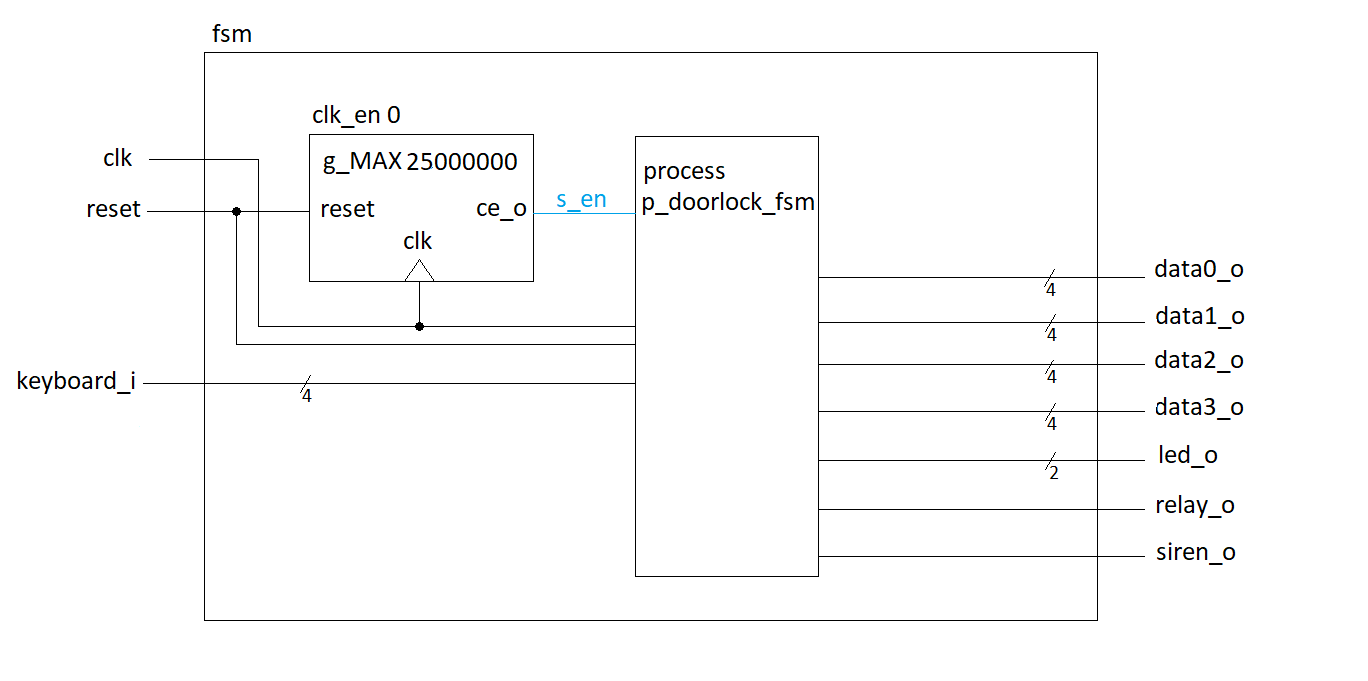 fsm
clk_en 0
clk
g_MAX 25000000
process
reset
reset
ce_o
s_en
p_doorlock_fsm
clk
data0_o
4
data1_o
4
data2_o
4
keyboard_i
4
data3_o
4
led_o
2
relay_o
siren_o